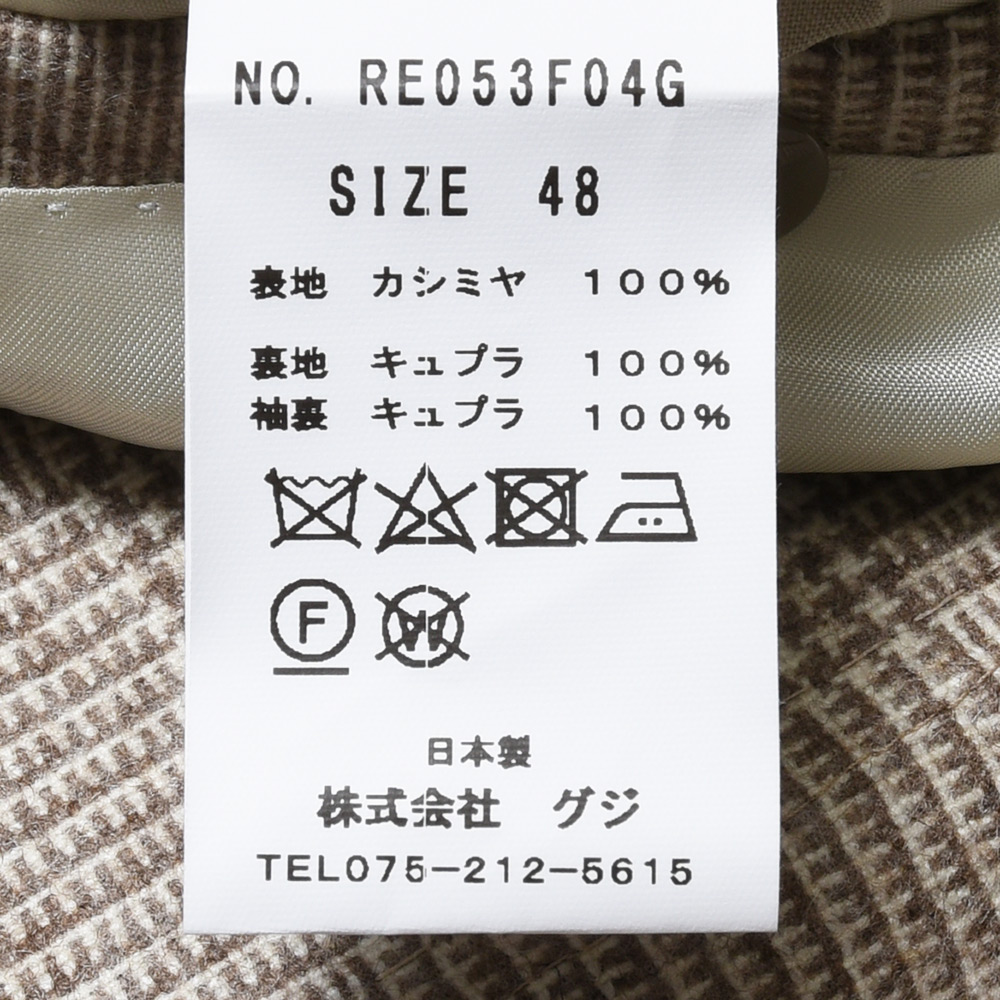 NO. RE053F04G
SIZE 48
表地 カシミヤ 100%
裏地 キュプラ 100%
袖裏 キュプラ 100%
F W
日本製
株式会社 グジ
TEL075-212-5615